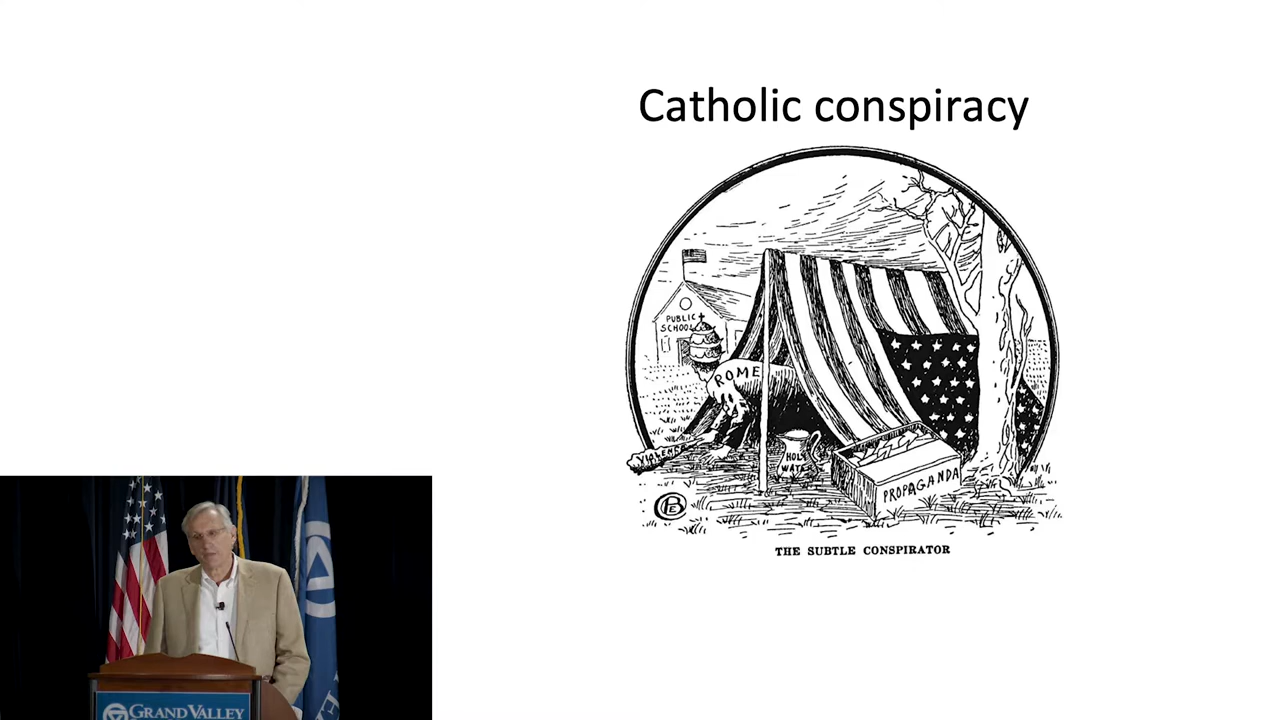 Catholic conspiracy
PUBLIC
SCHOOL
ROME
VIOLENCE
HOLY
WATER
PROPAGANDA
THE SUBTLE CONSPIRATOR
GRAND VALLEY